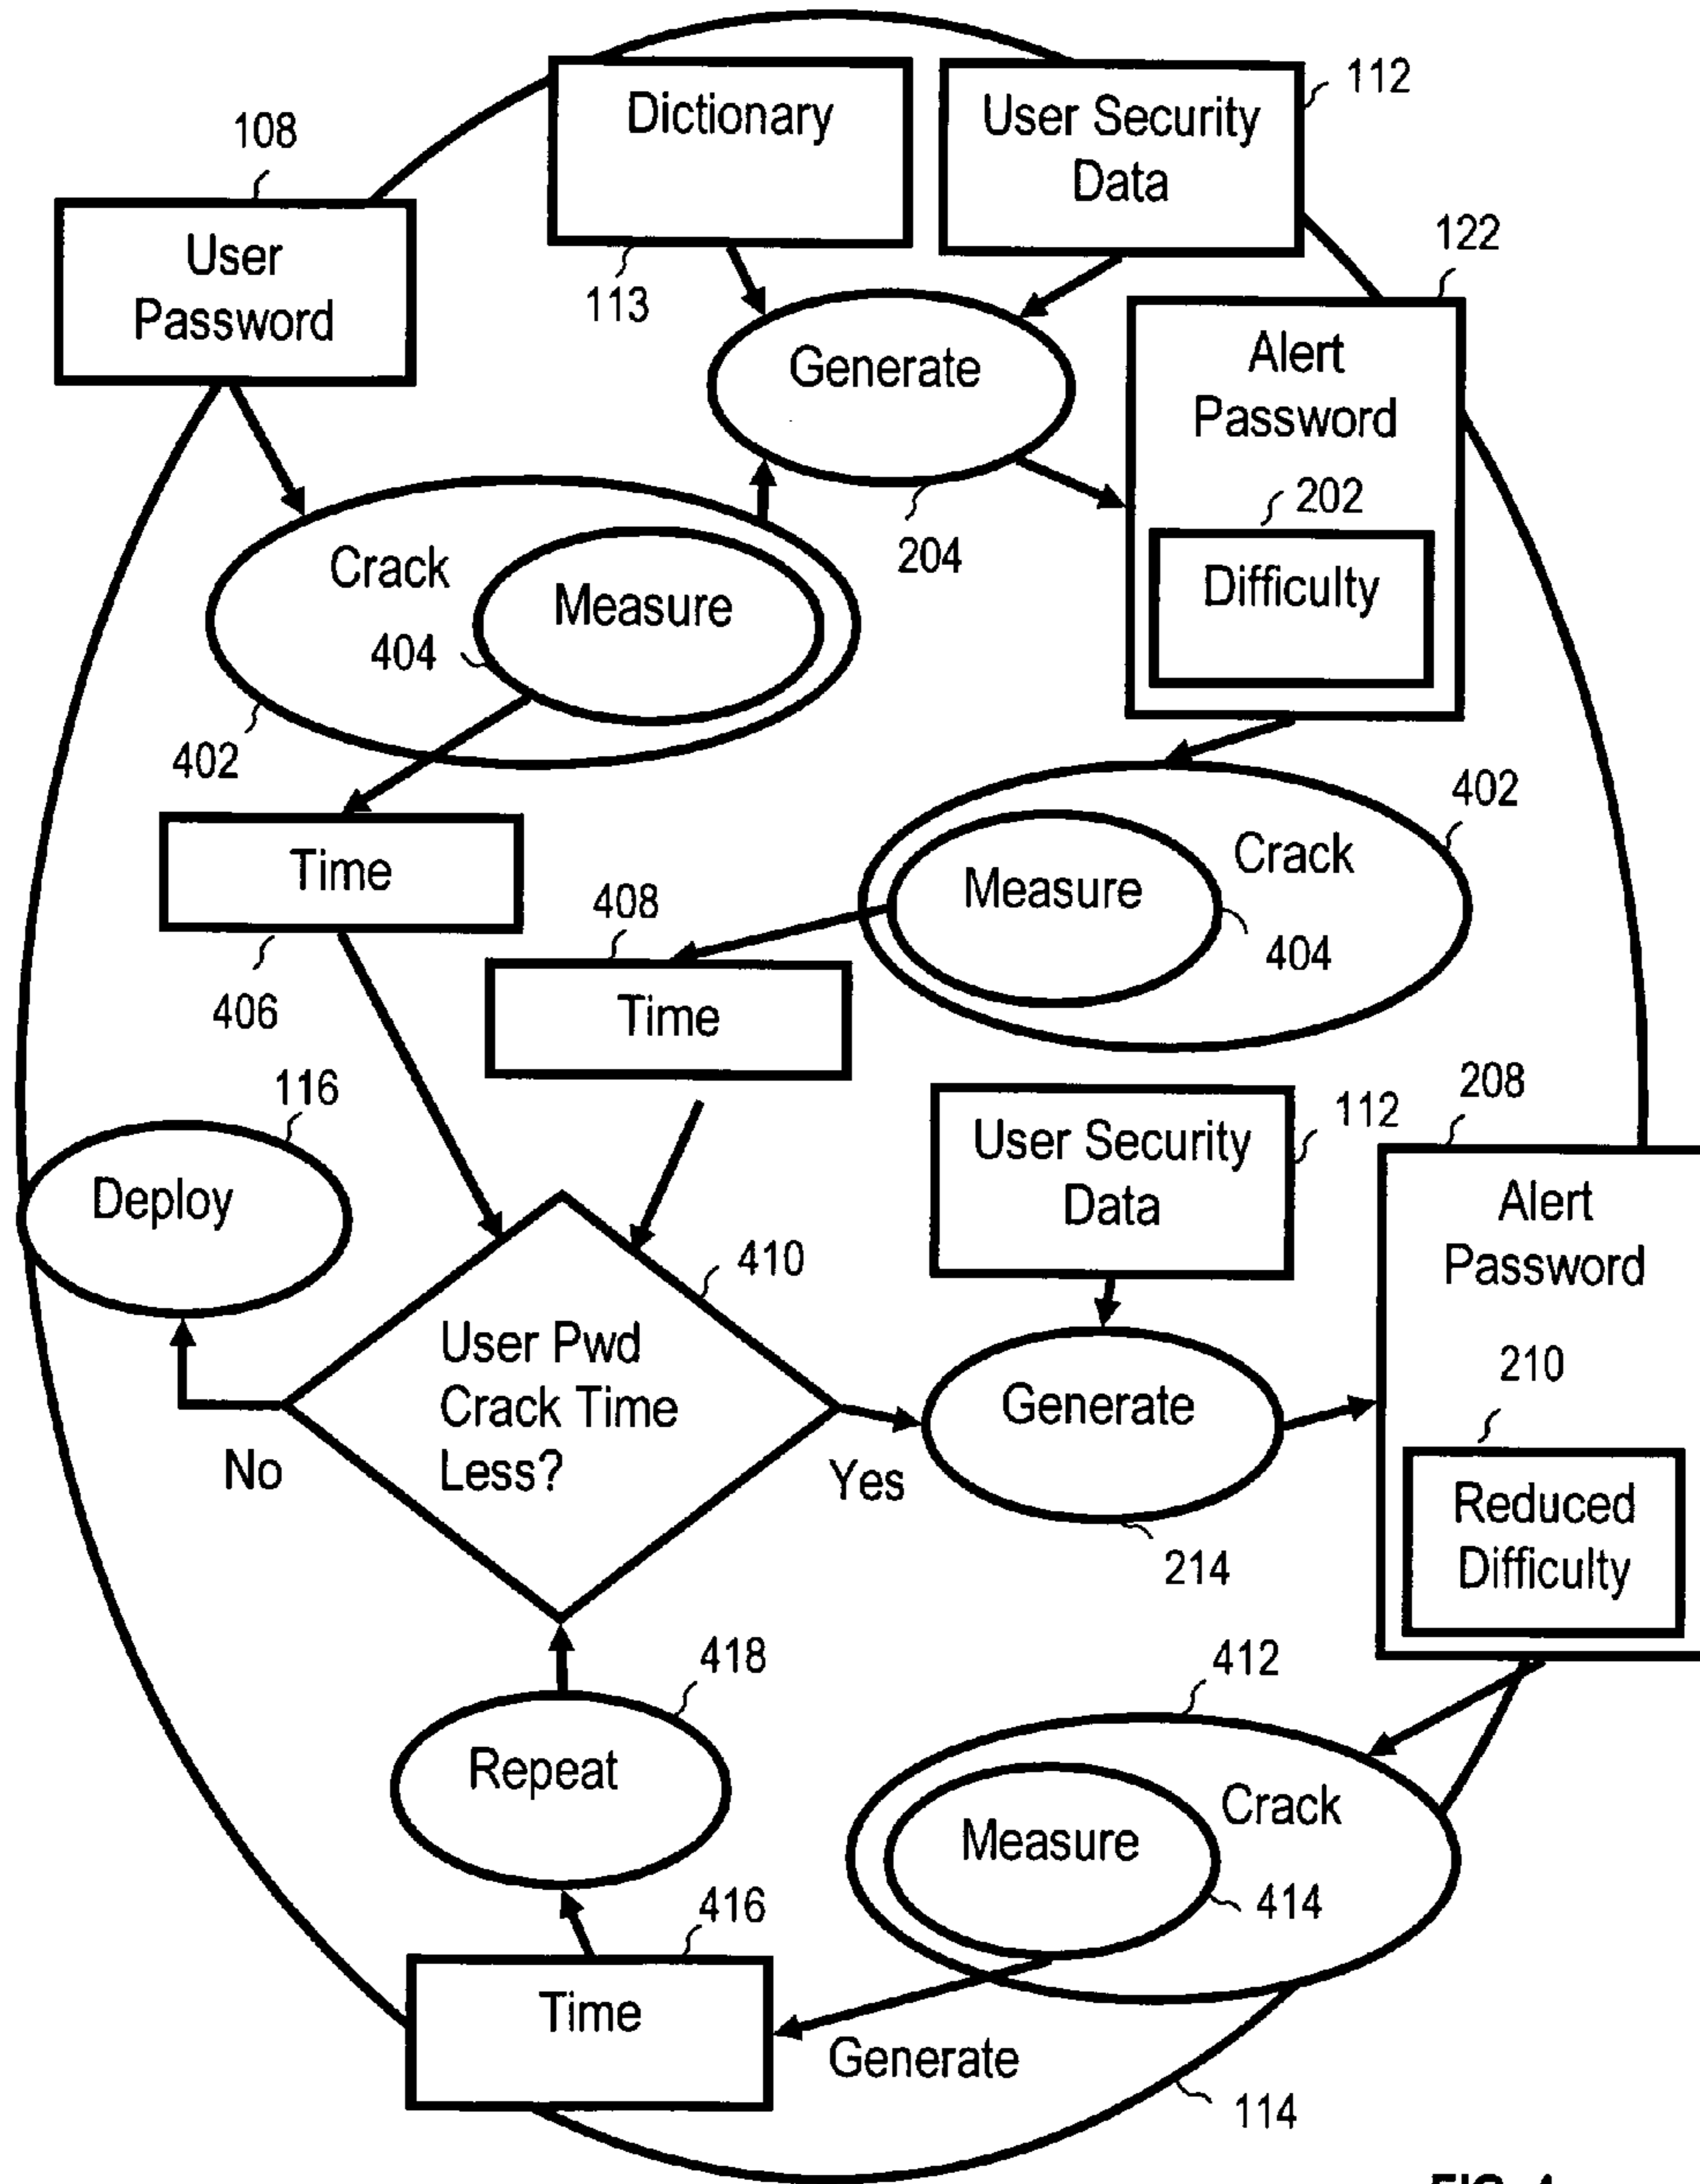 Dictionary
User Security
Data
112
108
User
Password
113
122
Alert
Password
Generate
202
Difficulty
204
Crack
Measure
404
402
402
Crack
Measure
404
Time
406
408
Time
116
Deploy
User Security
Data
112
208
Alert
Password
410
User Pwd
Crack Time
Less?
No
Yes
Generate
214
210
Reduced
Difficulty
418
Repeat
412
Crack
Measure
414
416
Time
Generate
114